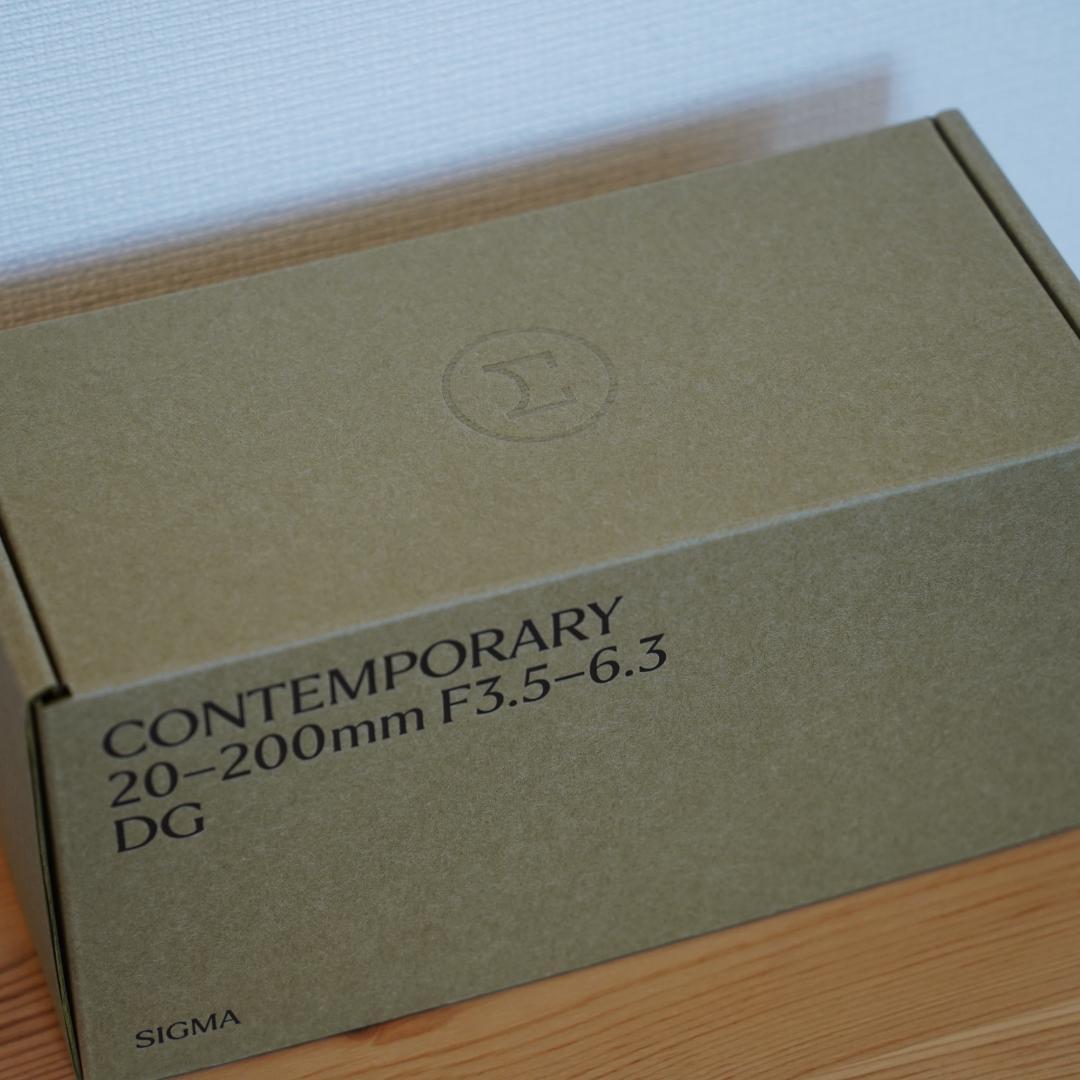 Σ
CONTEMPORARY
20–200mm F3.5–6.3
DG
SIGMA